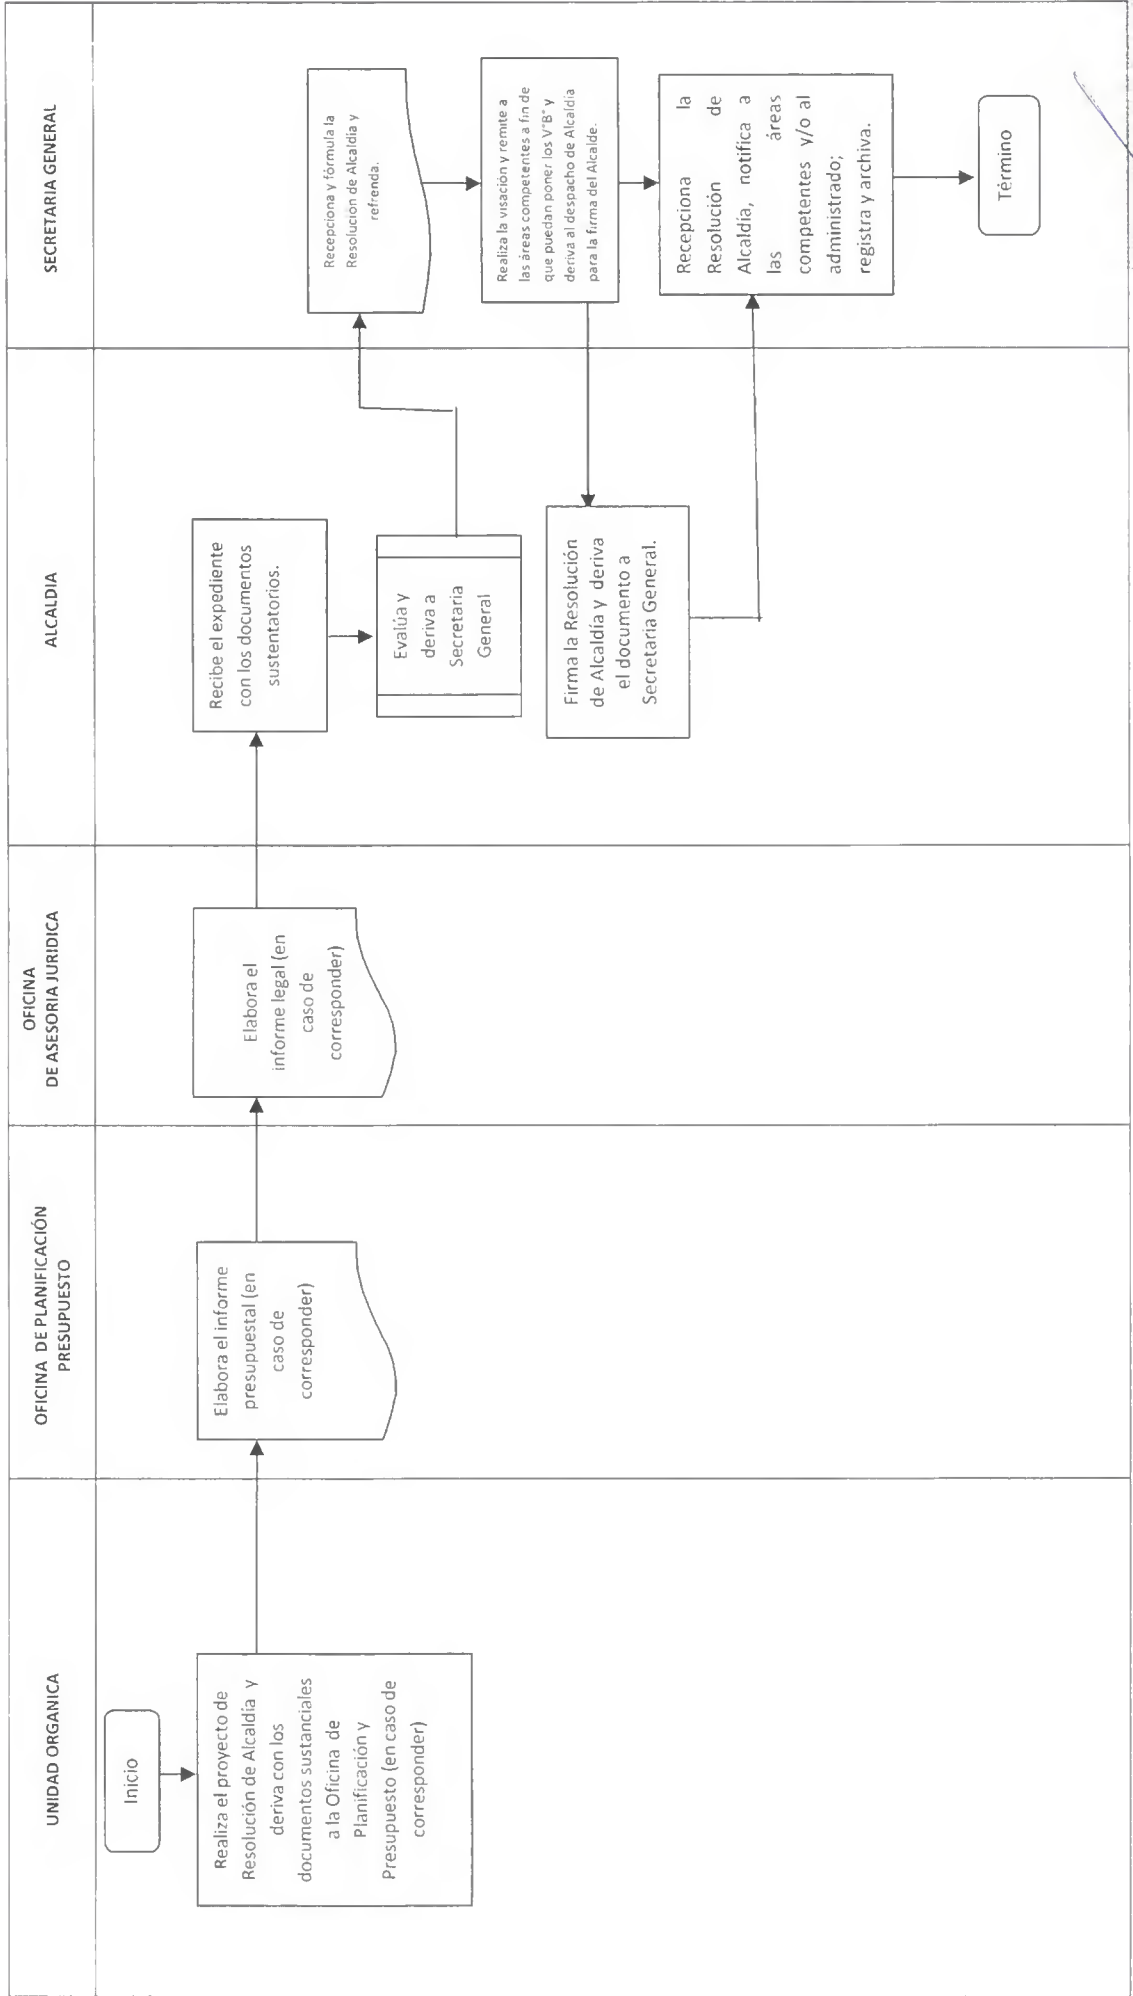 UNIDAD ORGANICA
OFICINA DE PLANIFICACIÓN
PRESUPUESTO
OFICINA
DE ASESORIA JURIDICA
ALCALDIA
SECRETARIA GENERAL
Inicio
Realiza el proyecto de
Resolución de Alcaldía y
deriva con los
documentos sustanciales
a la Oficina de
Planificación y
Presupuesto (en caso de
corresponder)
Elabora el informe
presupuestal (en
caso de
corresponder)
Elabora el
informe legal (en
caso de
corresponder)
Recibe el expediente
con los documentos
sustentatorios.
Evalúa y
deriva a
Secretaria
General
Recepciona y fórmula la
Resolución de Alcaldía y
refrenda.
Realiza la visación y remite a
las áreas competentes a fin de
que puedan poner los V°B° y
deriva al despacho de Alcaldía
para la firma del Alcalde.
Firma la Resolución
de Alcaldía y deriva
el documento a
Secretaria General.
Recepciona la
Resolución de
Alcaldía, notifica a
las áreas
competentes y/o al
administrado;
registra y archiva.
Término